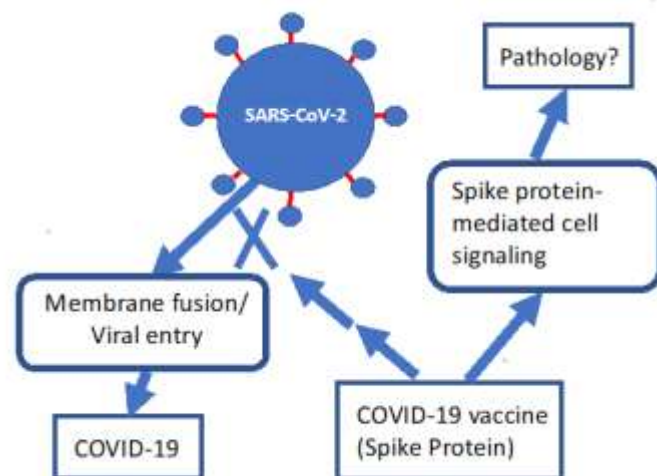 SARS-CoV-2
Pathology?
Spike protein-
mediated cell
signaling
Membrane fusion/
Viral entry
COVID-19
COVID-19 vaccine
(Spike Protein)